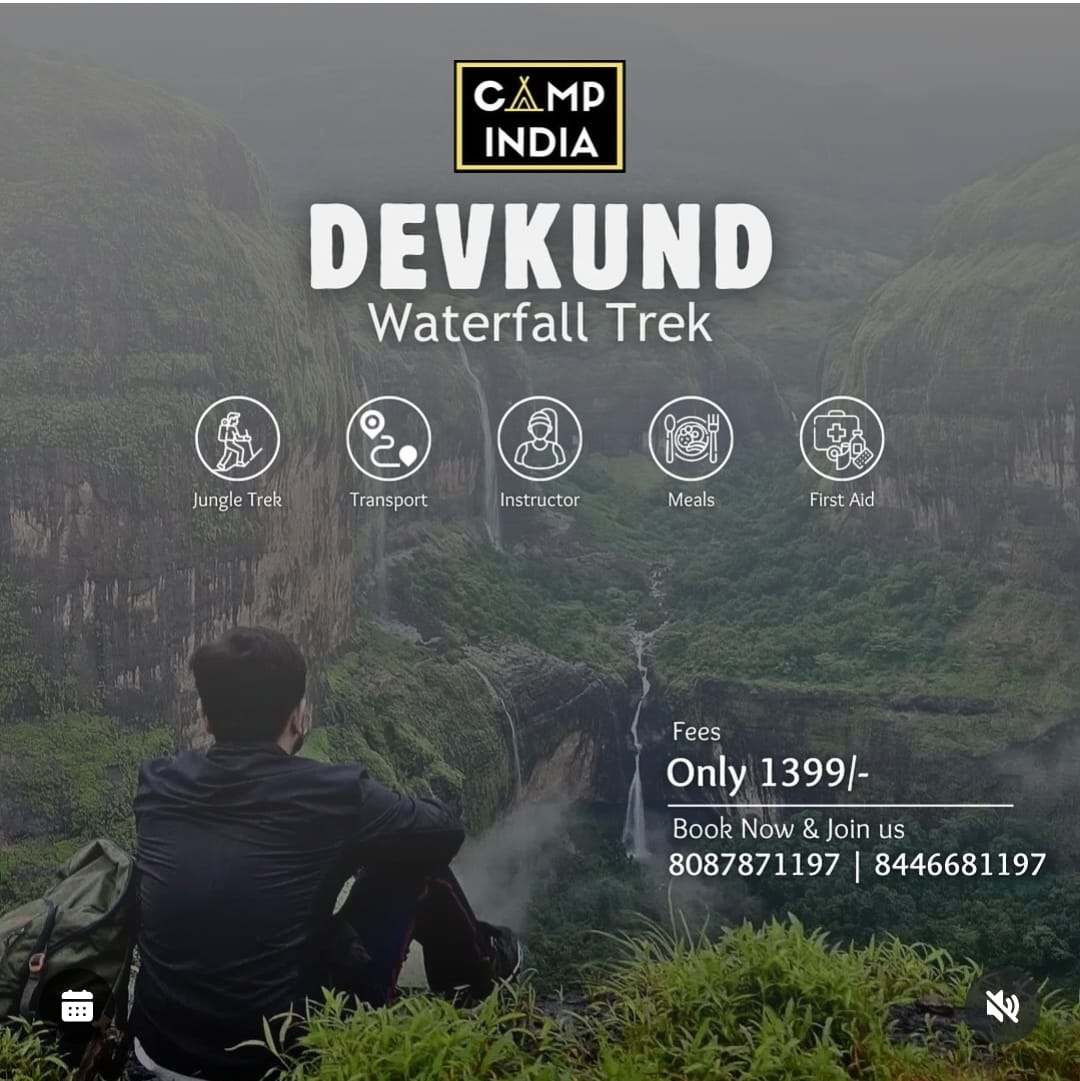 CAMP
INDIA
DEVKUND
Waterfall Trek
Jungle Trek
Transport
Instructor
Meals
First Aid
Fees
Only 1399/-
Book Now & Join us
8087871197 | 8446681197